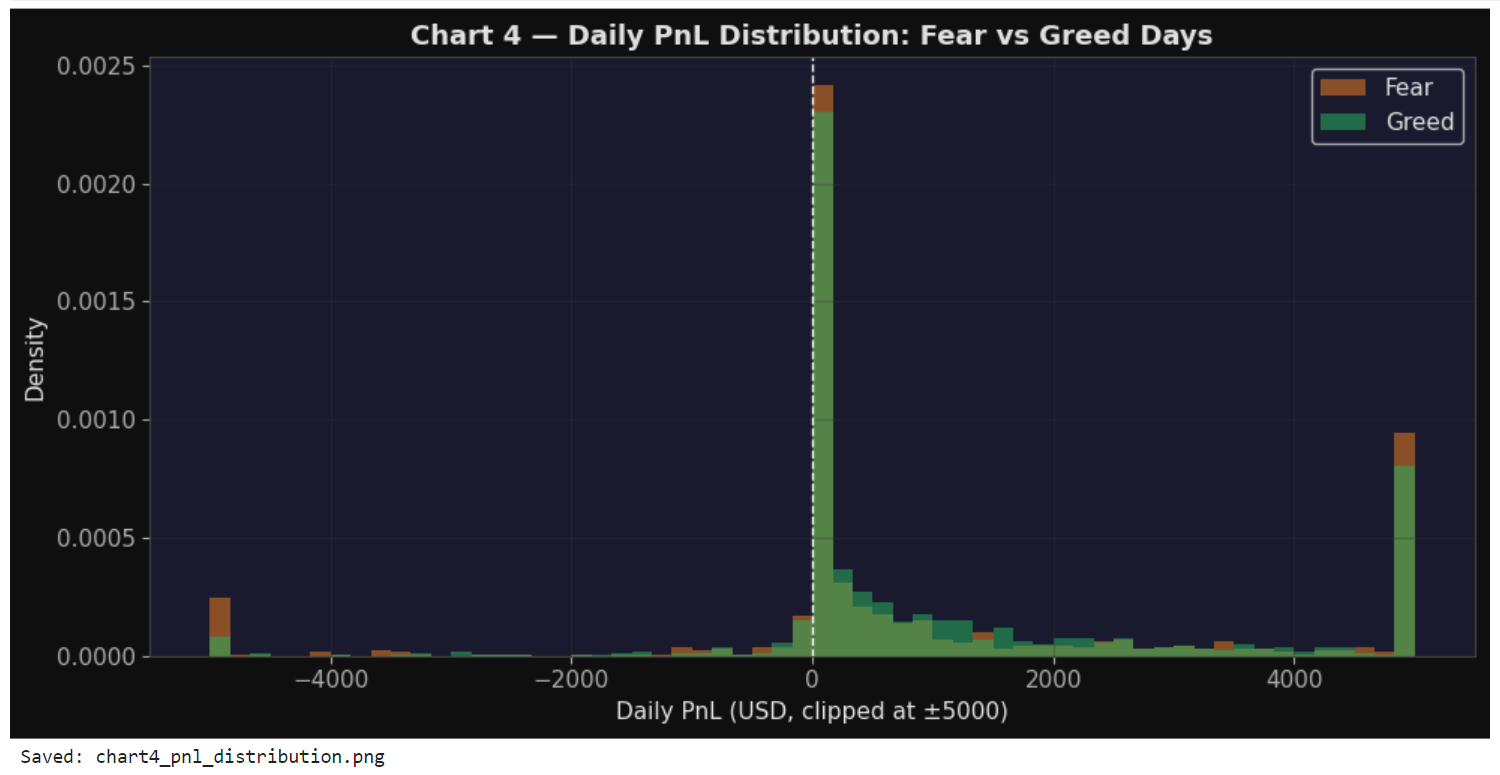 Chart 4 — Daily PnL Distribution: Fear vs Greed Days
0.0025
0.0020
0.0015
0.0010
0.0005
0.0000
Density
Fear
Greed
−4000
−2000
0
2000
4000
Daily PnL (USD, clipped at ±5000)
Saved: chart4_pnl_distribution.png